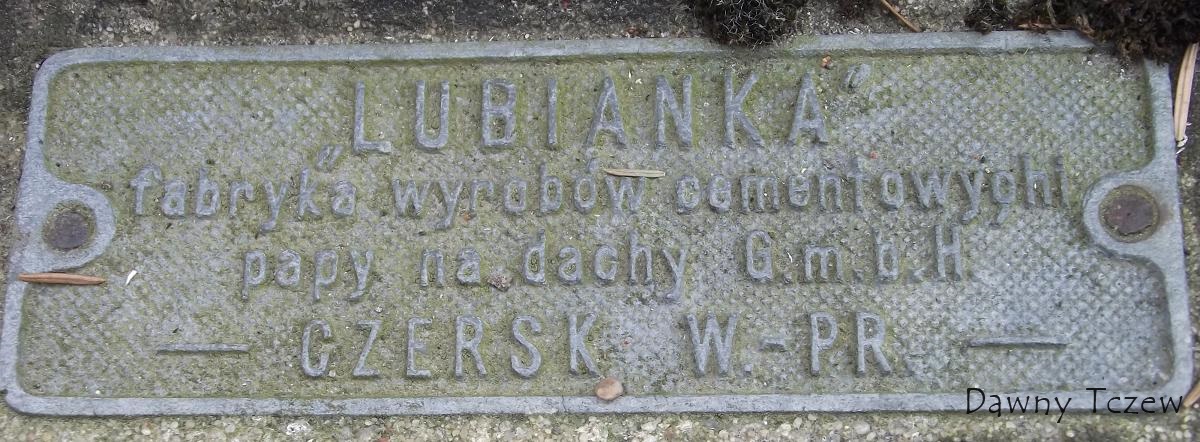 „LUBIANKA”
fabryka wyrobów cementowych i
papy na dachy G.m.b.H
CZERSK W.-PR.
Dawny Tczew